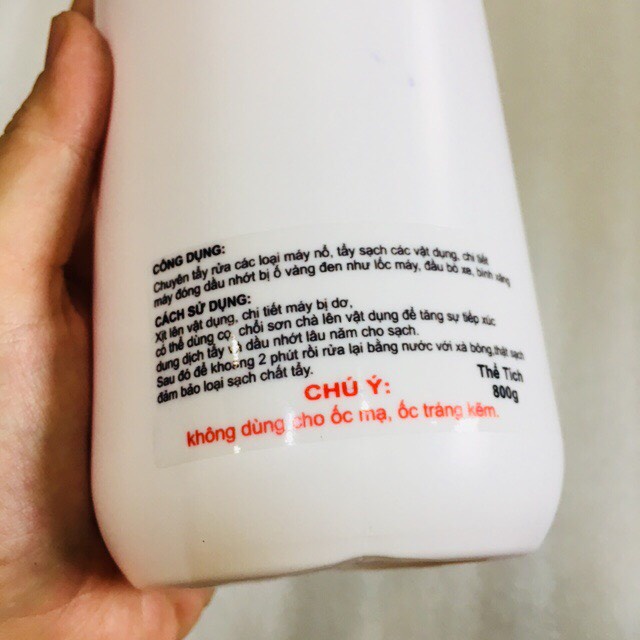 CÔNG DỤNG:
Chuyên tẩy rửa các loại máy nổ, tẩy sạch các vật dụng, chi tiết
máy đóng dầu nhớt bị ố vàng đen như lốc máy, đầu bò xe, bình xăng
CÁCH SỬ DỤNG:
Xịt lên vật dụng, chi tiết máy bị dơ,
có thể dùng cọ, chổi sơn chà lên vật dụng để tăng sự tiếp xúc
dung dịch tẩy và dầu nhớt lâu năm cho sạch.
Sau đó để khoảng 2 phút rồi rửa lại bằng nước với xà bông, thật sạch
đảm bảo loại sạch chất tẩy.
Thể Tích
800g
CHÚ Ý:
không dùng cho ốc mạ, ốc tráng kẽm.